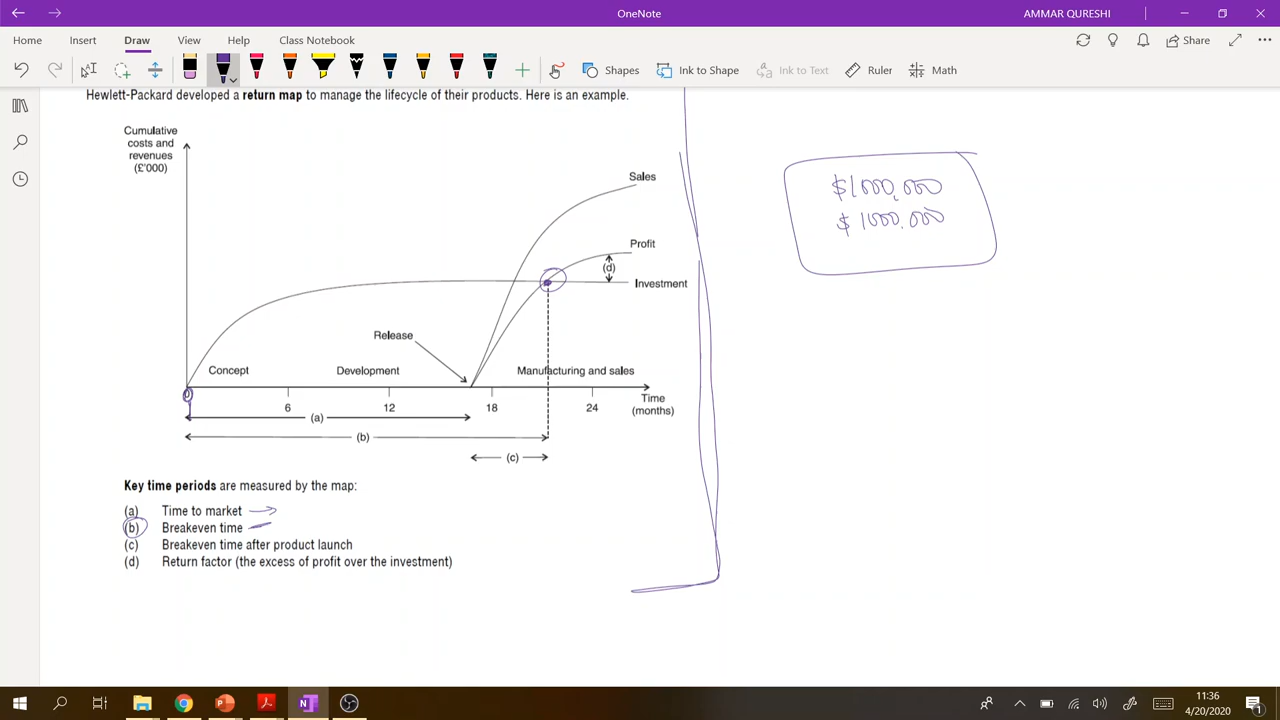 OneNote
AMMAR QURESHI
Home Insert Draw View Help Class Notebook
Share
Shapes
Ink to Shape
Ink to Text
Ruler
Math
Hewlett-Packard developed a return map to manage the lifecycle of their products. Here is an example.
Cumulative
costs and
revenues
(£'000)
$1000,000
$1000.000
Sales
Profit
(d)
Investment
Release
Concept
Development
Manufacturing and sales
0
6
12
18
24
Time
(months)
(a)
(b)
(c)
Key time periods are measured by the map:
(a) Time to market
(b) Breakeven time
(c) Breakeven time after product launch
(d) Return factor (the excess of profit over the investment)
11:36
4/20/2020
1